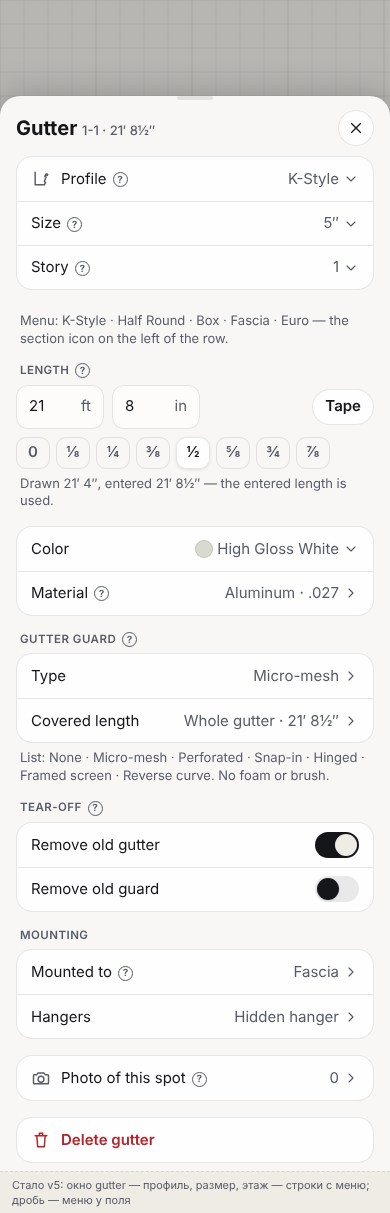 Gutter 1-1 · 21′ 8½″
Profile ? K-Style
Size ? 5″
Story ? 1
Menu: K-Style · Half Round · Box · Fascia · Euro — the
section icon on the left of the row.
LENGTH ?
21 ft 8 in Tape
0 ⅛ ¼ ⅜ ½ ⅝ ¾ ⅞
Drawn 21′ 4″, entered 21′ 8½″ — the entered length is
used.
Color High Gloss White
Material ? Aluminum · .027
GUTTER GUARD ?
Type Micro-mesh
Covered length Whole gutter · 21′ 8½″
List: None · Micro-mesh · Perforated · Snap-in · Hinged ·
Framed screen · Reverse curve. No foam or brush.
TEAR-OFF ?
Remove old gutter
Remove old guard
MOUNTING
Mounted to ? Fascia
Hangers Hidden hanger
Photo of this spot ? 0
Delete gutter
Стало v5: окно gutter — профиль, размер, этаж — строки с меню;
дробь — меню у поля